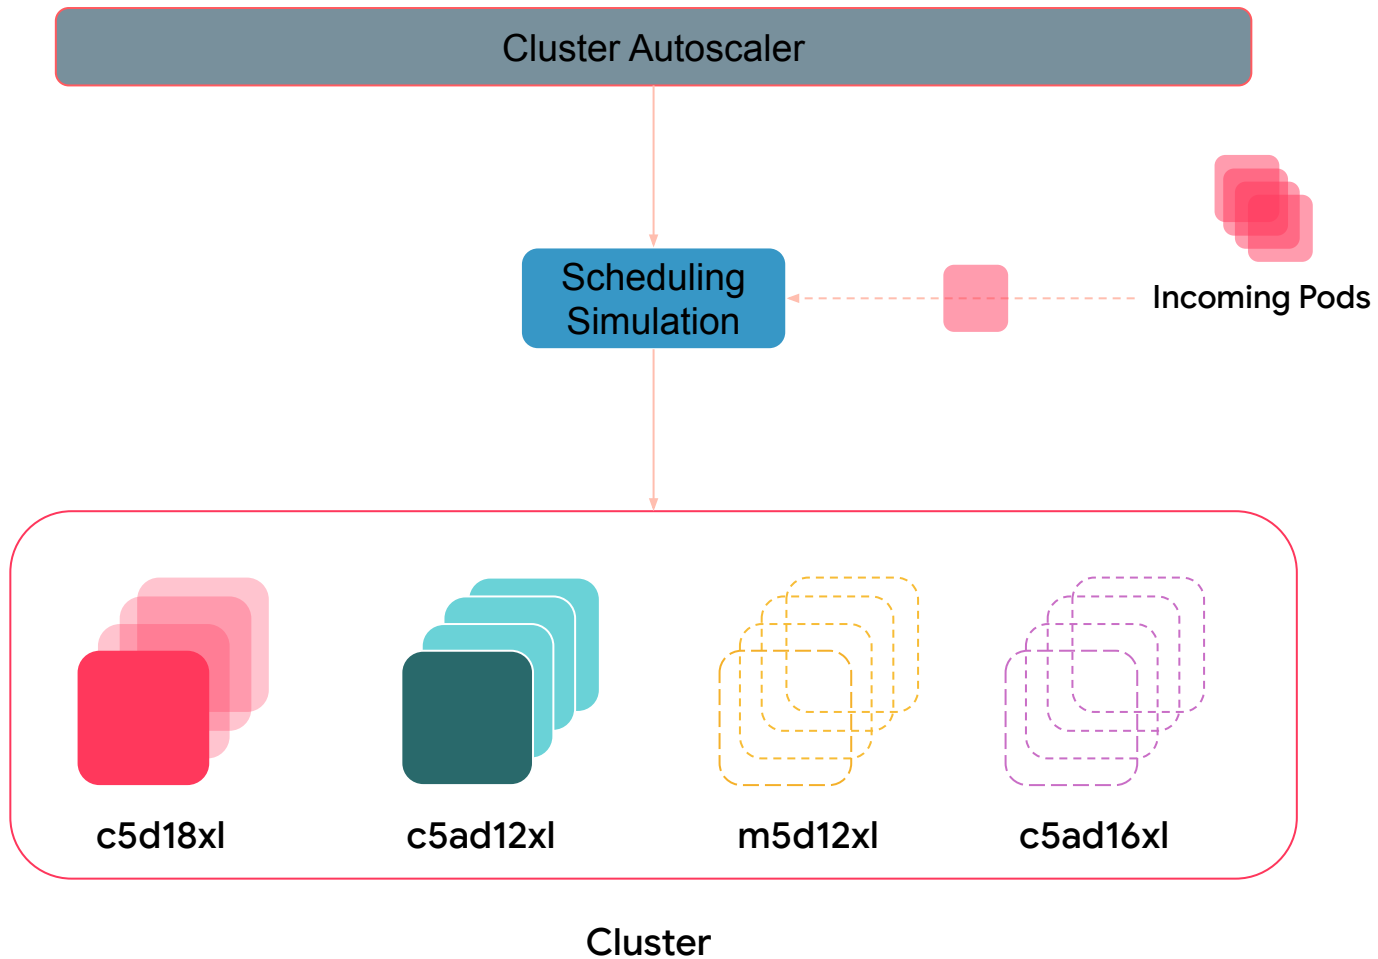 Cluster Autoscaler
Scheduling
Simulation
Incoming Pods
c5d18xl
c5ad12xl
m5d12xl
c5ad16xl
Cluster